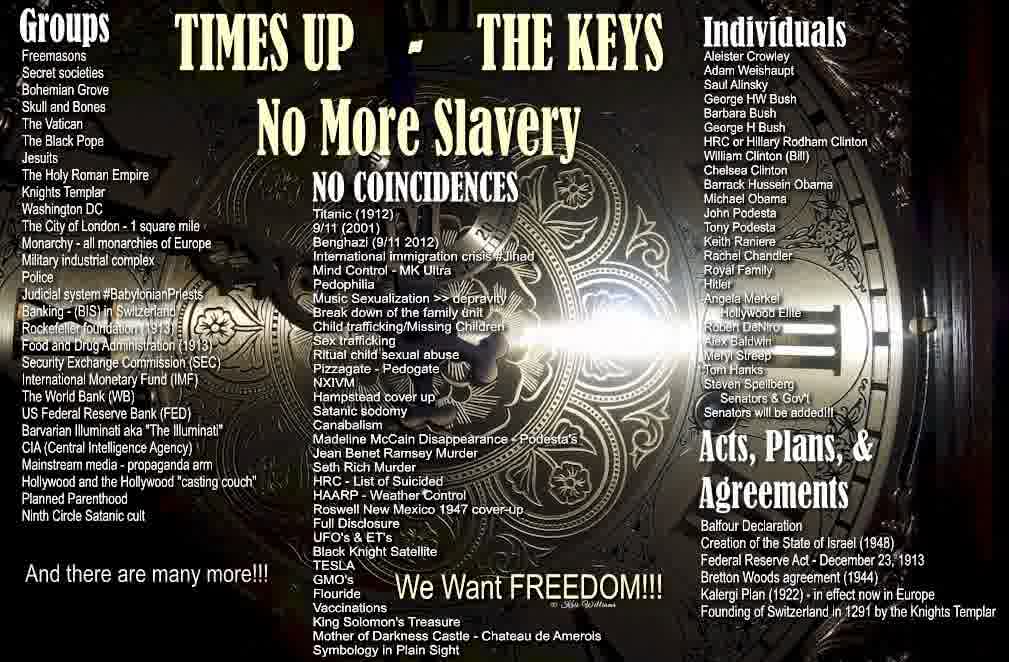 Groups
Freemasons
Secret societies
Bohemian Grove
Skull and Bones
The Vatican
The Black Pope
Jesuits
The Holy Roman Empire
Knights Templar
Washington DC
The City of London - 1 square mile
Monarchy - all monarchies of Europe
Military industrial complex
Police
Judicial system #BabylonianPriests
Banking - (BIS) in Switzerland
Rockefeller foundation (1913)
Food and Drug Administration (1913)
Security Exchange Commission (SEC)
International Monetary Fund (IMF)
The World Bank (WB)
US Federal Reserve Bank (FED)
Barvarian Illuminati aka "The Illuminati"
CIA (Central Intelligence Agency)
Mainstream media - propaganda arm
Hollywood and the Hollywood "casting couch"
Planned Parenthood
Ninth Circle Satanic cult
And there are many more!!!
TIMES UP - THE KEYS
No More Slavery
NO COINCIDENCES
Titanic (1912)
9/11 (2001)
Benghazi (9/11 2012)
International immigration crisis #Jihad
Mind Control - MK Ultra
Pedophilia
Music Sexualization >> depravity
Break down of the family unit
Child trafficking/Missing Children
Sex trafficking
Ritual child sexual abuse
Pizzagate - Pedogate
NXIVM
Hampstead cover up
Satanic sodomy
Canabalism
Madeline McCain Disappearance - Podesta's
Jean Benet Ramsey Murder
Seth Rich Murder
HRC - List of Suicided
HAARP - Weather Control
Roswell New Mexico 1947 cover-up
Full Disclosure
UFO's & ET's
Black Knight Satellite
TESLA
GMO's
Flouride
Vaccinations
King Solomon's Treasure
Mother of Darkness Castle - Chateau de Amerois
Symbology in Plain Sight
We Want FREEDOM!!!
© Kris Williams
Individuals
Aleister Crowley
Adam Weishaupt
Saul Alinsky
George HW Bush
Barbara Bush
George H Bush
HRC or Hillary Rodham Clinton
William Clinton (Bill)
Chelsea Clinton
Barrack Hussein Obama
Michael Obama
John Podesta
Tony Podesta
Keith Raniere
Rachel Chandler
Royal Family
Hitler
Angela Merkel
Hollywood Elite
Robert DeNiro
Alex Baldwin
Meryl Streep
Tom Hanks
Steven Spellberg
Senators & Gov't
Senators will be added!!!
Acts, Plans, &
Agreements
Balfour Declaration
Creation of the State of Israel (1948)
Federal Reserve Act - December 23, 1913
Bretton Woods agreement (1944)
Kalergi Plan (1922) - in effect now in Europe
Founding of Switzerland in 1291 by the Knights Templar